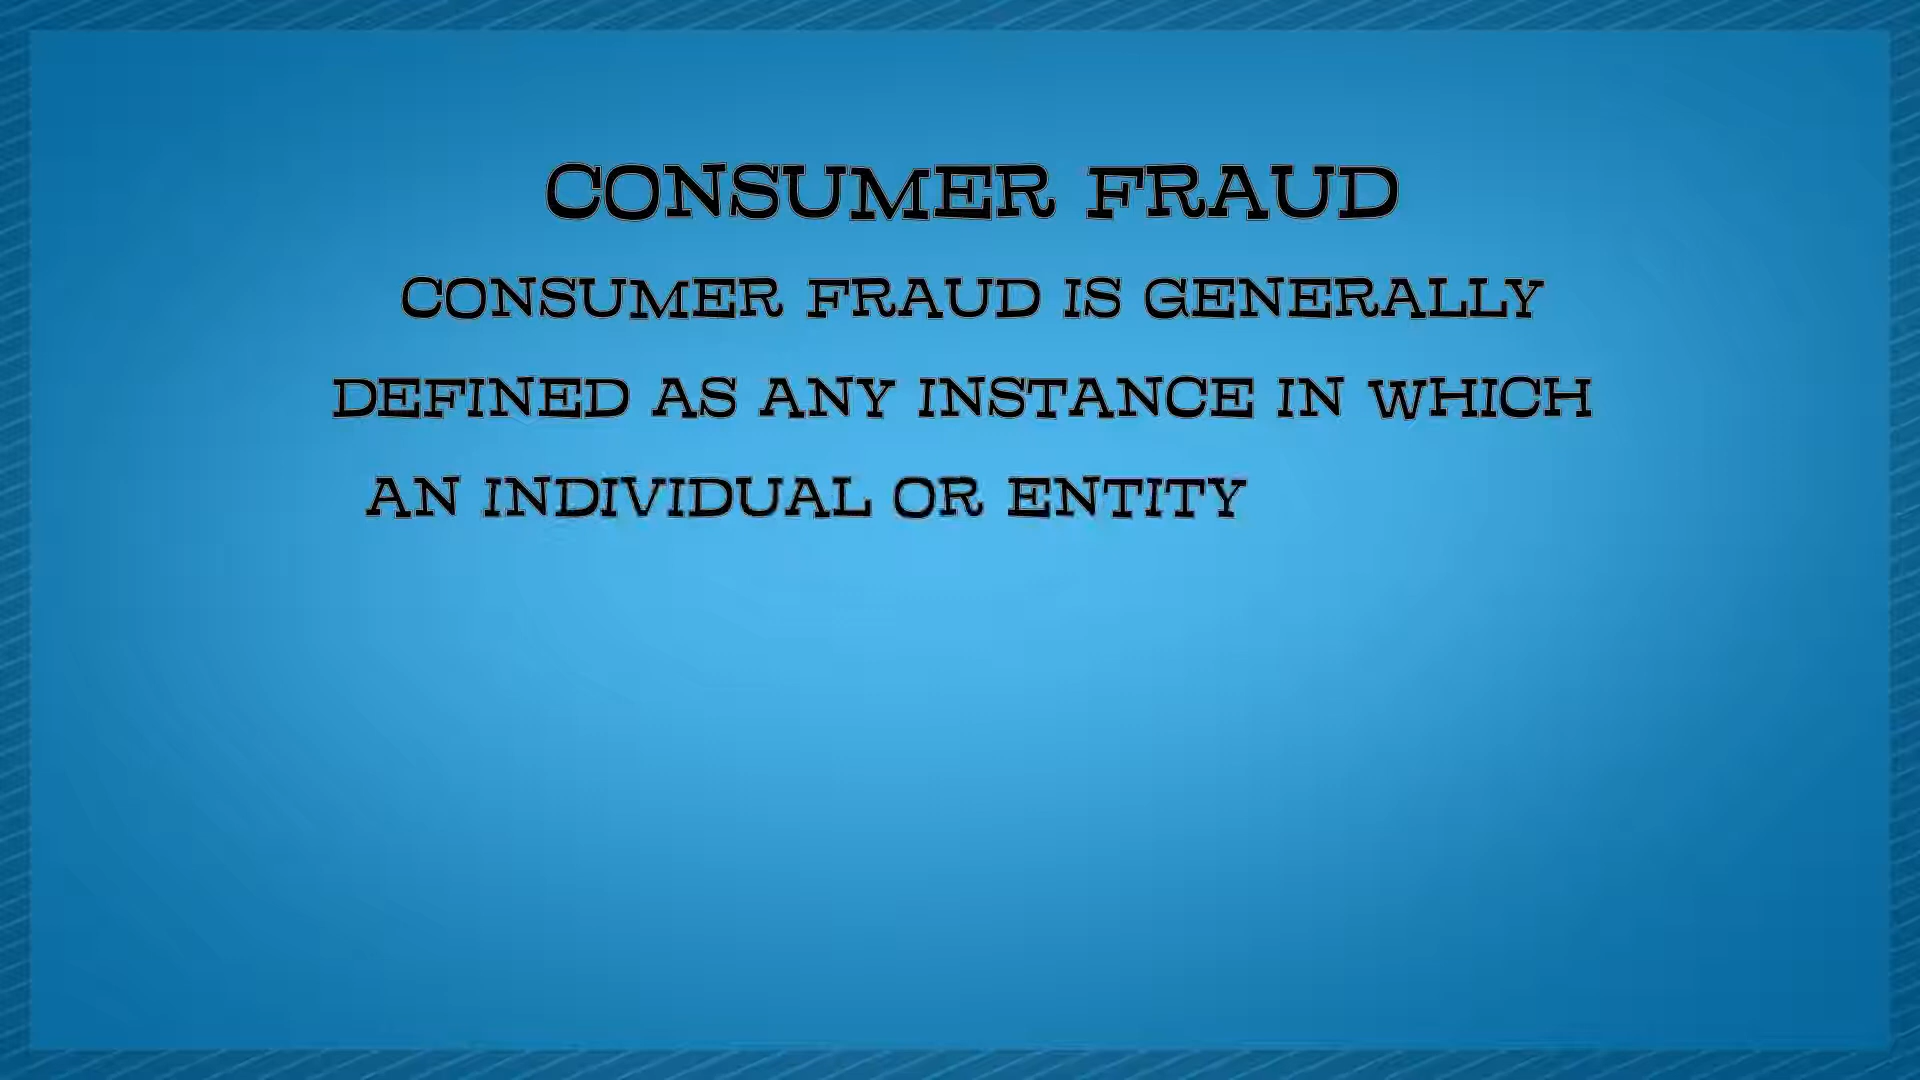 CONSUMER FRAUD
CONSUMER FRAUD IS GENERALLY
DEFINED AS ANY INSTANCE IN WHICH
AN INDIVIDUAL OR ENTITY